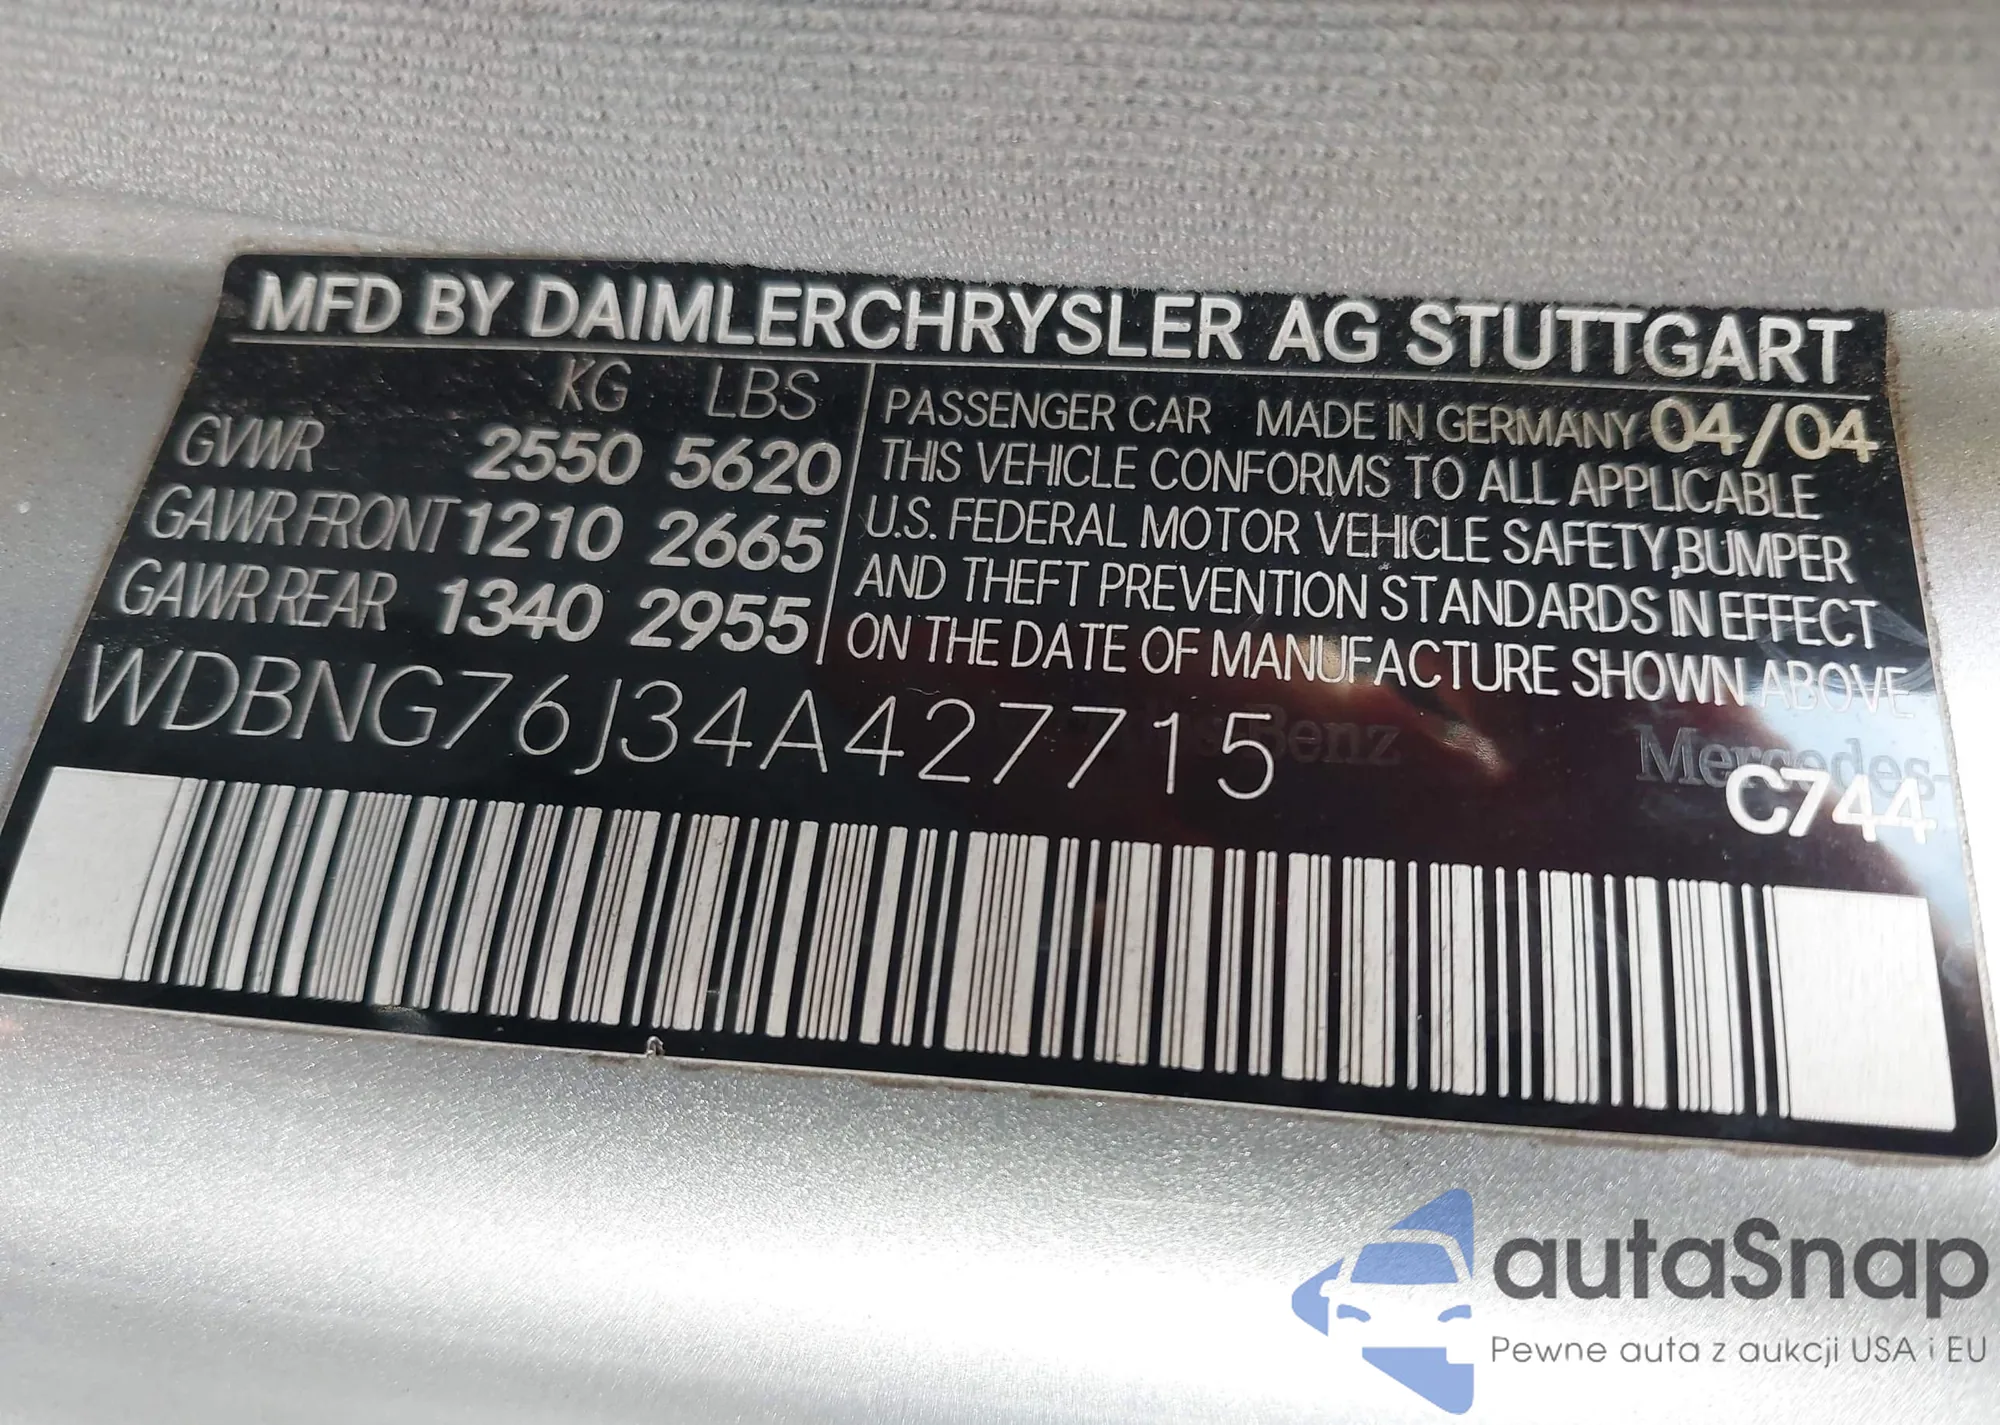 MFD BY DAIMLERCHRYSLER AG STUTTGART
KG LBS
GVWR 2550 5620
GAWR FRONT 1210 2665
GAWR REAR 1340 2955
PASSENGER CAR MADE IN GERMANY 04/04
THIS VEHICLE CONFORMS TO ALL APPLICABLE
U.S. FEDERAL MOTOR VEHICLE SAFETY,BUMPER
AND THEFT PREVENTION STANDARDS IN EFFECT
ON THE DATE OF MANUFACTURE SHOWN ABOVE
WDBNG76J34A427715
Benz Mercedes-
C744
autaSnap
Pewne auta z aukcji USA i EU